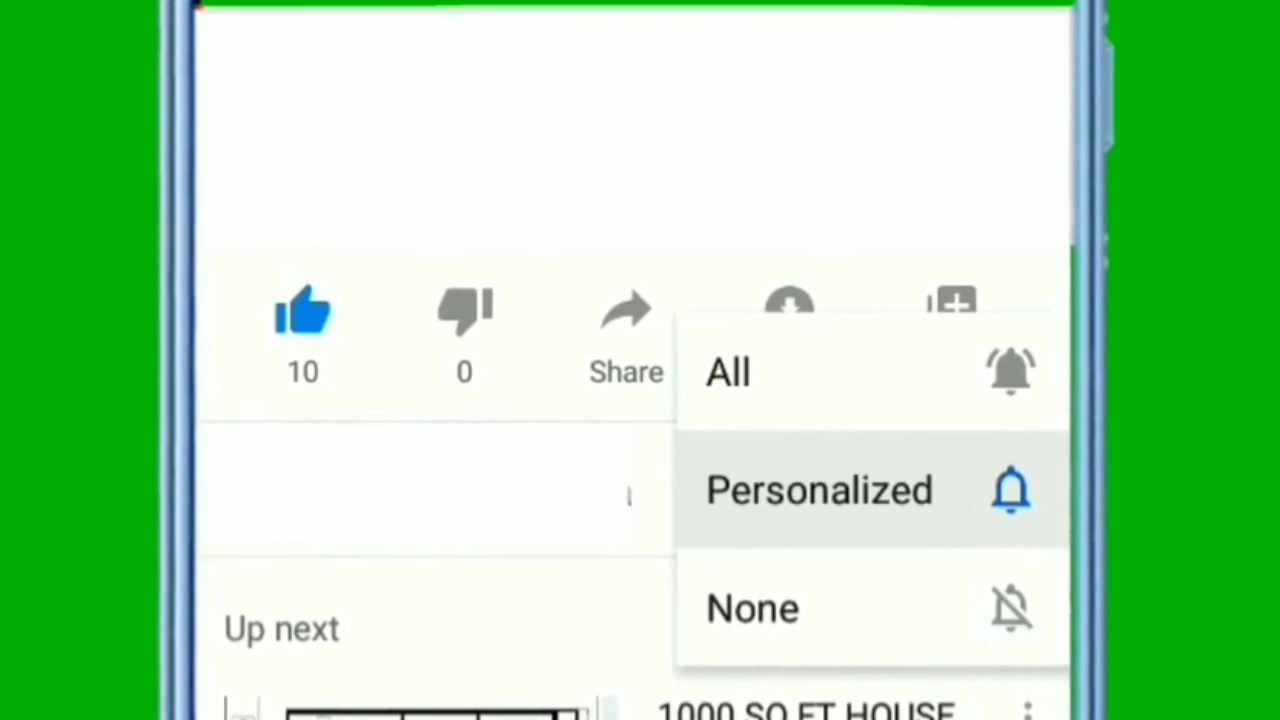 10
0
Share
All
Personalized
None
Up next
1000 SQ FT HOUSE